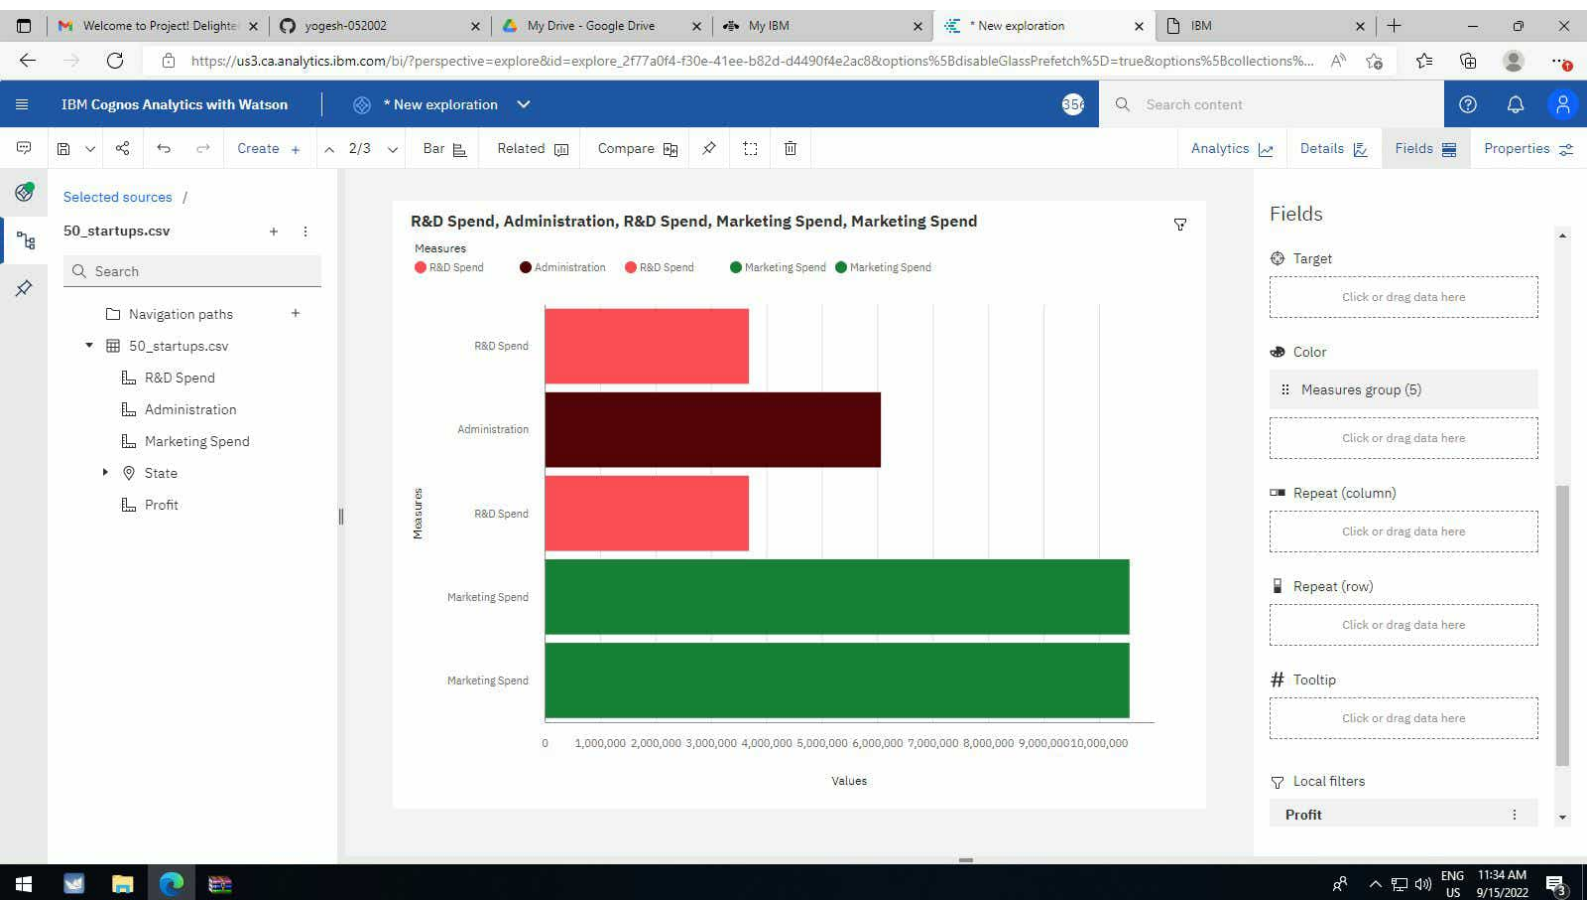 Welcome to Project! Delighte
yogesh-052002
My Drive - Google Drive
My IBM
* New exploration
IBM
https://us3.ca.analytics.ibm.com/bi/?perspective=explore&id=explore_2f77a0f4-f30e-41ee-b82d-d4490f4e2ac8&options%5BdisableGlassPrefetch%5D=true&options%5Bcollections%...
IBM Cognos Analytics with Watson
* New exploration
356
Search content
Create +
2/3
Bar
Related
Compare
Analytics
Details
Fields
Properties
Selected sources /
50_startups.csv
Search
Navigation paths
50_startups.csv
R&D Spend
Administration
Marketing Spend
State
Profit
R&D Spend, Administration, R&D Spend, Marketing Spend, Marketing Spend
Measures
R&D Spend Administration R&D Spend Marketing Spend Marketing Spend
R&D Spend
Administration
R&D Spend
Marketing Spend
Marketing Spend
Measures
0 1,000,000 2,000,000 3,000,000 4,000,000 5,000,000 6,000,000 7,000,000 8,000,000 9,000,000 10,000,000
Values
Fields
Target
Click or drag data here
Color
Measures group (5)
Click or drag data here
Repeat (column)
Click or drag data here
Repeat (row)
Click or drag data here
Tooltip
Click or drag data here
Local filters
Profit
ENG
US
11:34 AM
9/15/2022
3